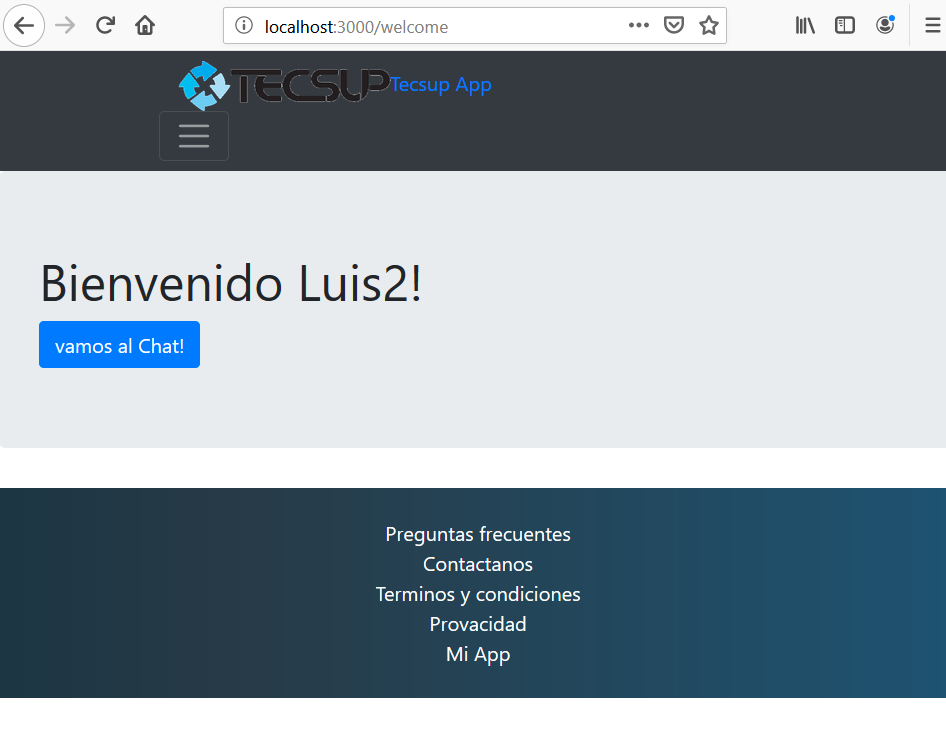 localhost:3000/welcome
TECSUP Tecsup App
Bienvenido Luis2!
vamos al Chat!
Preguntas frecuentes
Contactanos
Terminos y condiciones
Provacidad
Mi App